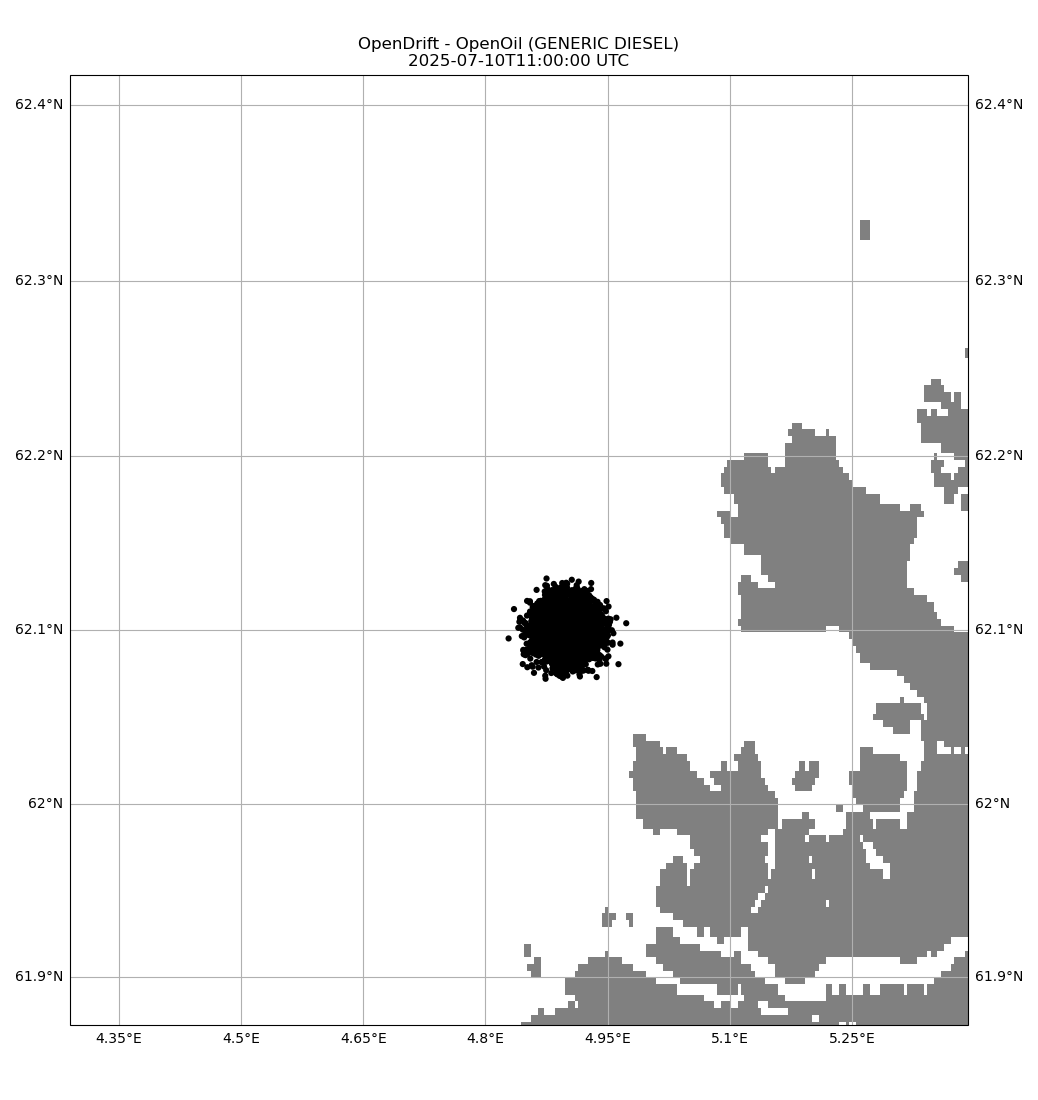 OpenDrift - OpenOil (GENERIC DIESEL)
2025-07-10T11:00:00 UTC
62.4°N 62.4°N
62.3°N 62.3°N
62.2°N 62.2°N
62.1°N 62.1°N
62°N 62°N
61.9°N 61.9°N
4.35°E 4.5°E 4.65°E 4.8°E 4.95°E 5.1°E 5.25°E